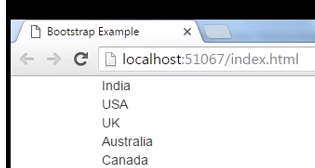 Bootstrap Example
localhost:51067/index.html
India
USA
UK
Australia
Canada